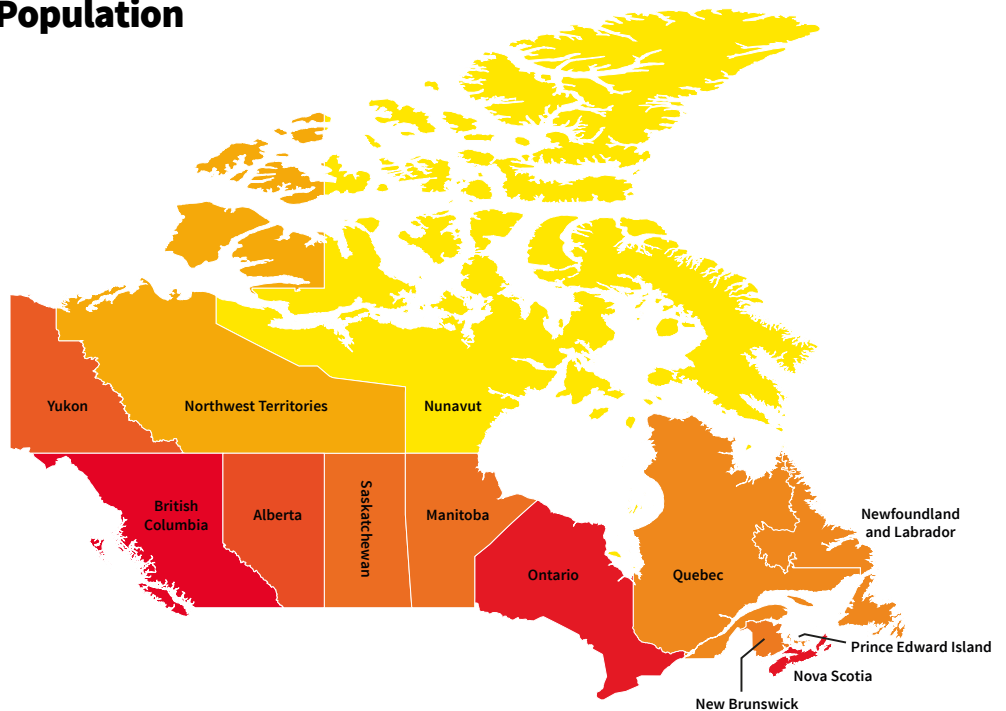 Population
Yukon
Northwest Territories
Nunavut
British
Columbia
Alberta
Saskatchewan
Manitoba
Ontario
Quebec
Newfoundland
and Labrador
Prince Edward Island
Nova Scotia
New Brunswick